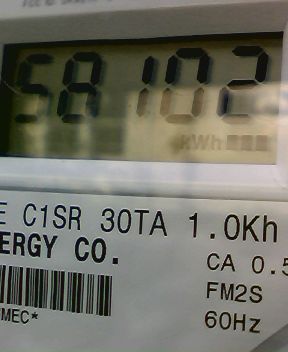 58102
kWh
E C1SR 30TA 1.0Kh
ERGY CO.
CA 0.5
FM2S
MEC*
60Hz